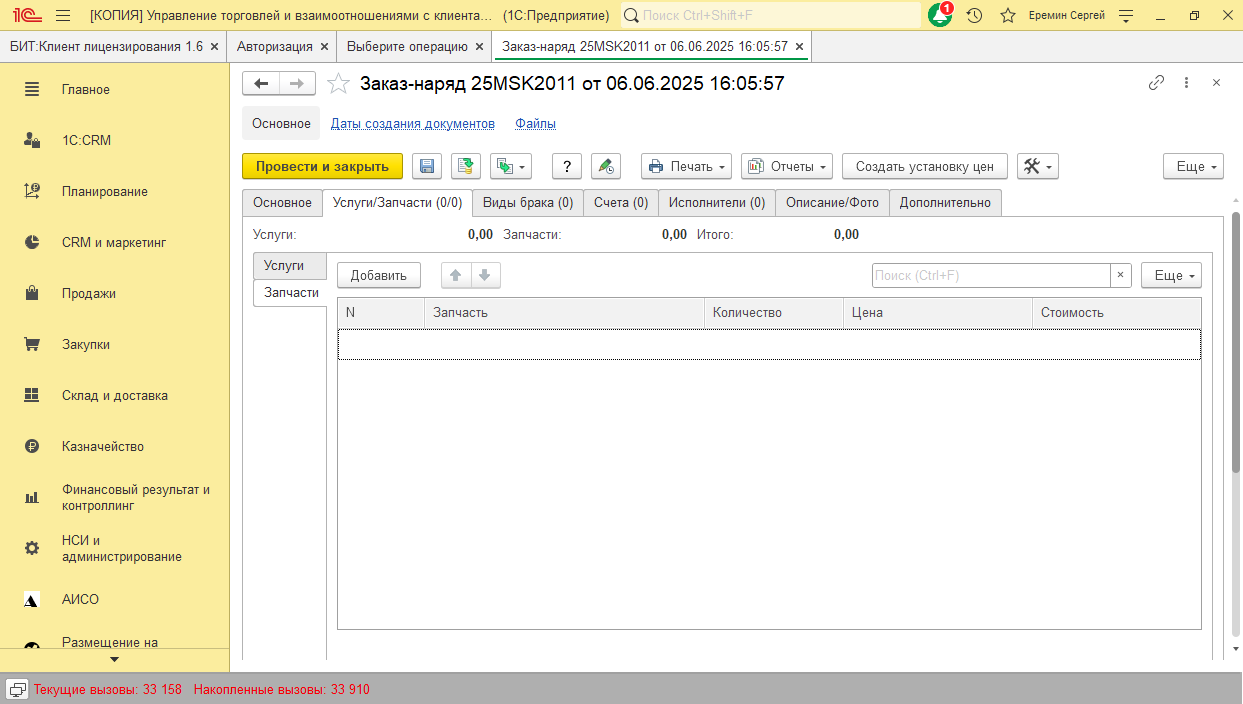 1С [КОПИЯ] Управление торговлей и взаимоотношениями с клиента... (1С:Предприятие) Поиск Ctrl+Shift+F 1 Еремин Сергей
БИТ:Клиент лицензирования 1.6 × Авторизация × Выберите операцию × Заказ-наряд 25MSK2011 от 06.06.2025 16:05:57 ×
Главное
1С:CRM
Планирование
CRM и маркетинг
Продажи
Закупки
Склад и доставка
Казначейство
Финансовый результат и
контроллинг
НСИ и
администрирование
АИСО
Размещение на
Заказ-наряд 25MSK2011 от 06.06.2025 16:05:57
Основное Даты создания документов Файлы
Провести и закрыть ? Печать Отчеты Создать установку цен Еще
Основное Услуги/Запчасти (0/0) Виды брака (0) Счета (0) Исполнители (0) Описание/Фото Дополнительно
Услуги: 0,00 Запчасти: 0,00 Итого: 0,00
Услуги
Запчасти
Добавить Поиск (Ctrl+F) × Еще
N Запчасть Количество Цена Стоимость
Текущие вызовы: 33 158 Накопленные вызовы: 33 910